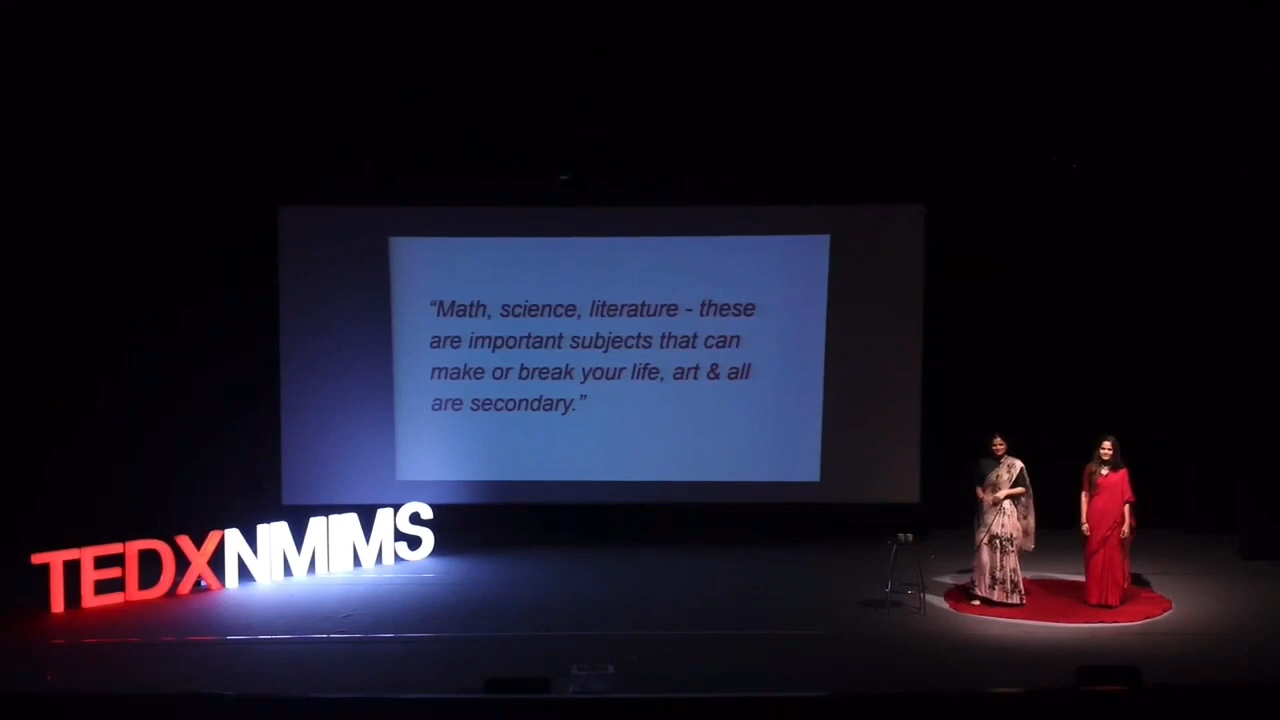 “Math, science, literature - these
are important subjects that can
make or break your life, art & all
are secondary.”
TEDXNMIMS